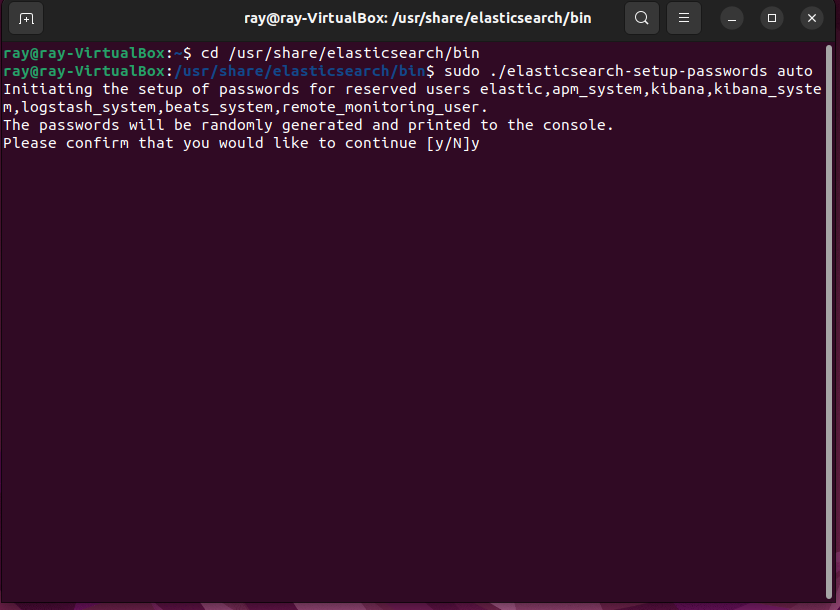 ray@ray-VirtualBox: /usr/share/elasticsearch/bin
ray@ray-VirtualBox:~$ cd /usr/share/elasticsearch/bin
ray@ray-VirtualBox:/usr/share/elasticsearch/bin$ sudo ./elasticsearch-setup-passwords auto
Initiating the setup of passwords for reserved users elastic,apm_system,kibana,kibana_syste
m,logstash_system,beats_system,remote_monitoring_user.
The passwords will be randomly generated and printed to the console.
Please confirm that you would like to continue [y/N]y